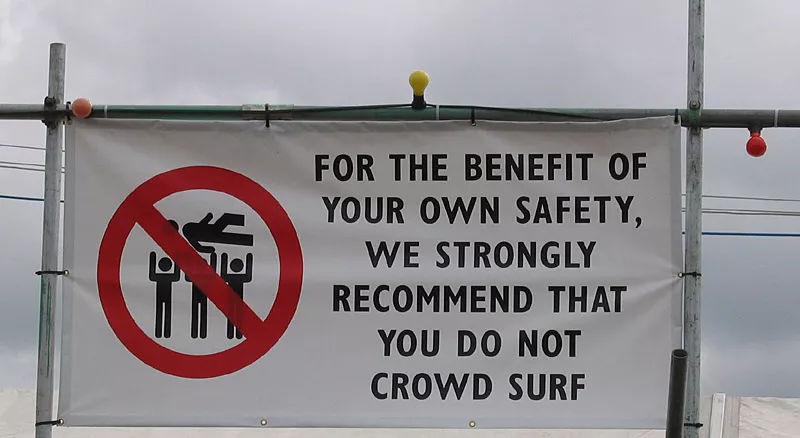 FOR THE BENEFIT OF
YOUR OWN SAFETY,
WE STRONGLY
RECOMMEND THAT
YOU DO NOT
CROWD SURF